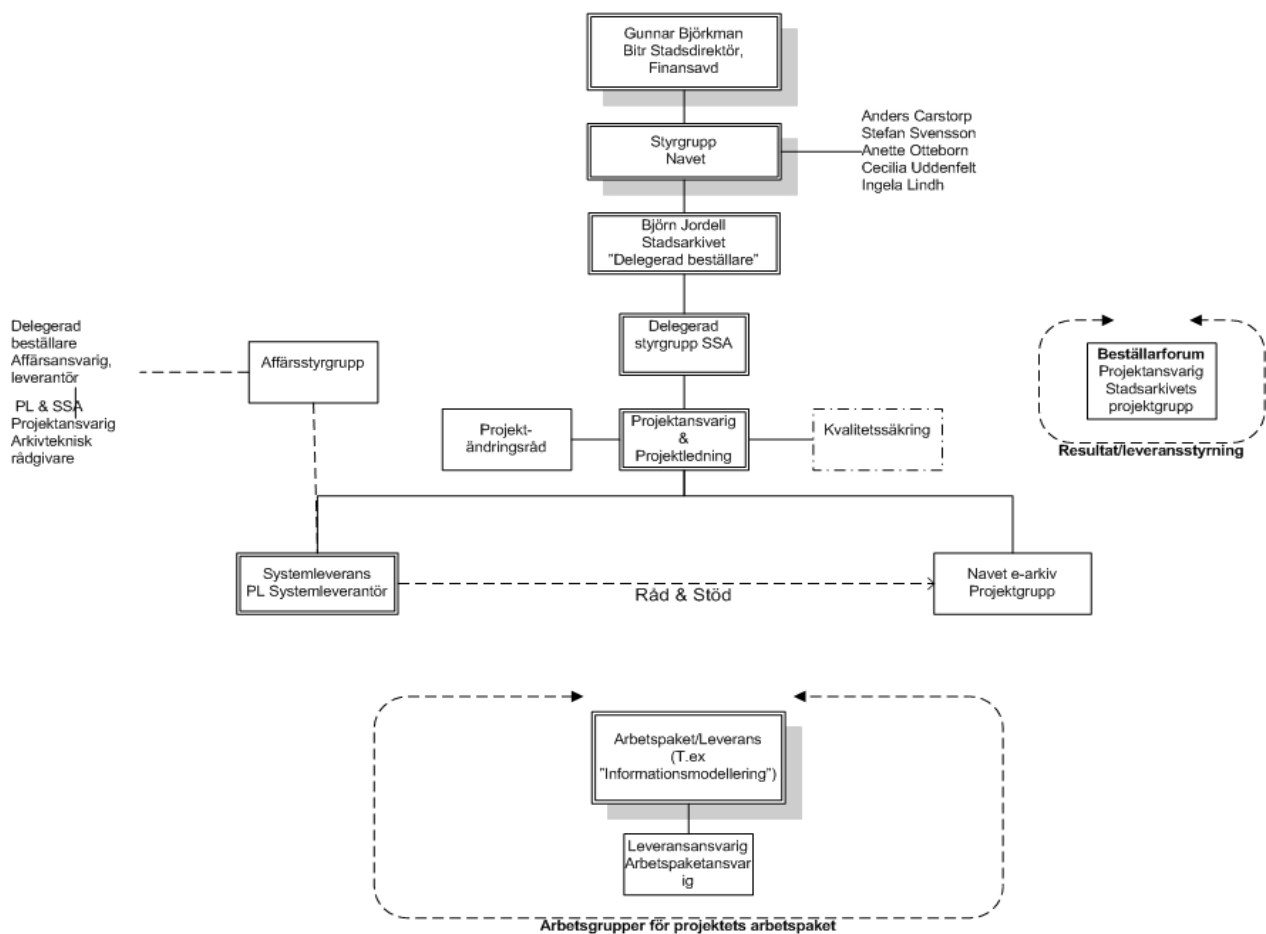 Gunnar Björkman
Bitr Stadsdirektör,
Finansavd
Styrgrupp
Navet
Anders Carstorp
Stefan Svensson
Anette Otteborn
Cecilia Uddenfelt
Ingela Lindh
Björn Jordell
Stadsarkivet
"Delegerad beställare"
Delegerad
styrgrupp SSA
Delegerad
beställare
Affärsansvarig,
leverantör
PL & SSA
Projektansvarig
Arkivteknisk
rådgivare
Affärsstyrgrupp
Beställarforum
Projektansvarig
Stadsarkivets
projektgrupp
Resultat/leveransstyrning
Projekt-
ändringsråd
Projektansvarig
&
Projektledning
Kvalitetssäkring
Systemleverans
PL Systemleverantör
Råd & Stöd
Navet e-arkiv
Projektgrupp
Arbetspaket/Leverans
(T.ex
"Informationsmodellering")
Leveransansvarig
Arbetspaketansvar
ig
Arbetsgrupper för projektets arbetspaket